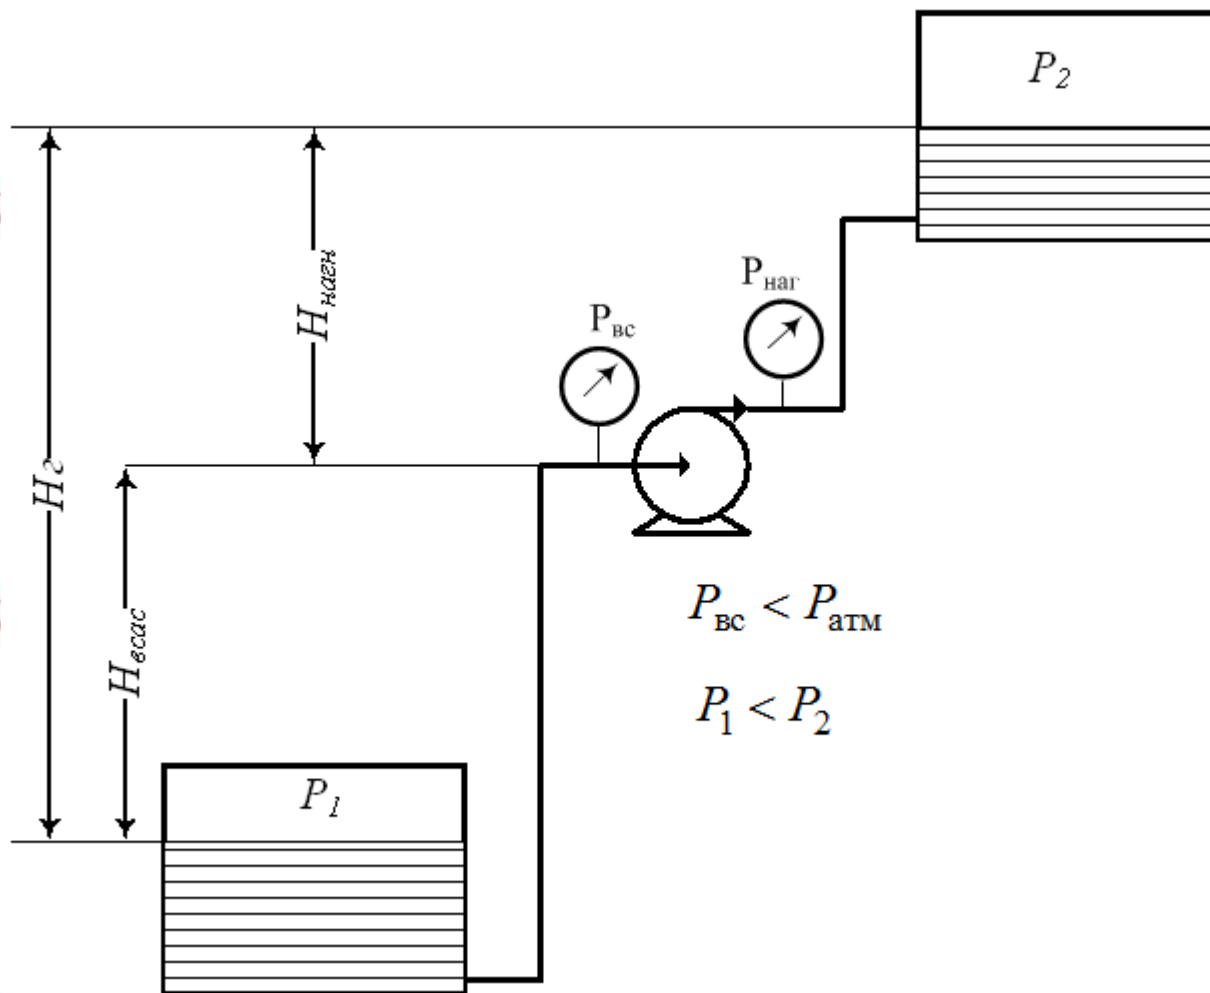 P₂
Hнагн
Pнаг
Pвс
Hг
Hвсас
Pвс < Pатм
P₁ < P₂
P₁